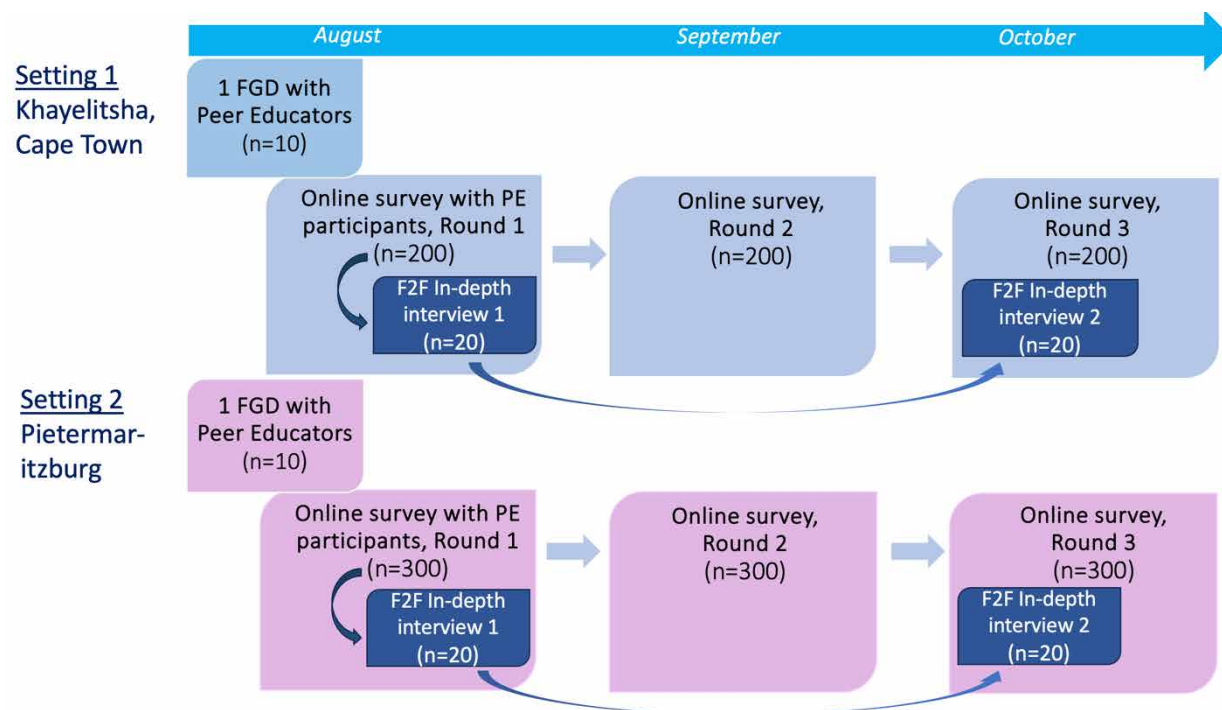 August
September
October
Setting 1
Khayelitsha,
Cape Town
1 FGD with
Peer Educators
(n=10)
Online survey with PE
participants, Round 1
(n=200)
F2F In-depth
interview 1
(n=20)
Online survey,
Round 2
(n=200)
Online survey,
Round 3
(n=200)
F2F In-depth
interview 2
(n=20)
Setting 2
Pietermar-
itzburg
1 FGD with
Peer Educators
(n=10)
Online survey with PE
participants, Round 1
(n=300)
F2F In-depth
interview 1
(n=20)
Online survey,
Round 2
(n=300)
Online survey,
Round 3
(n=300)
F2F In-depth
interview 2
(n=20)